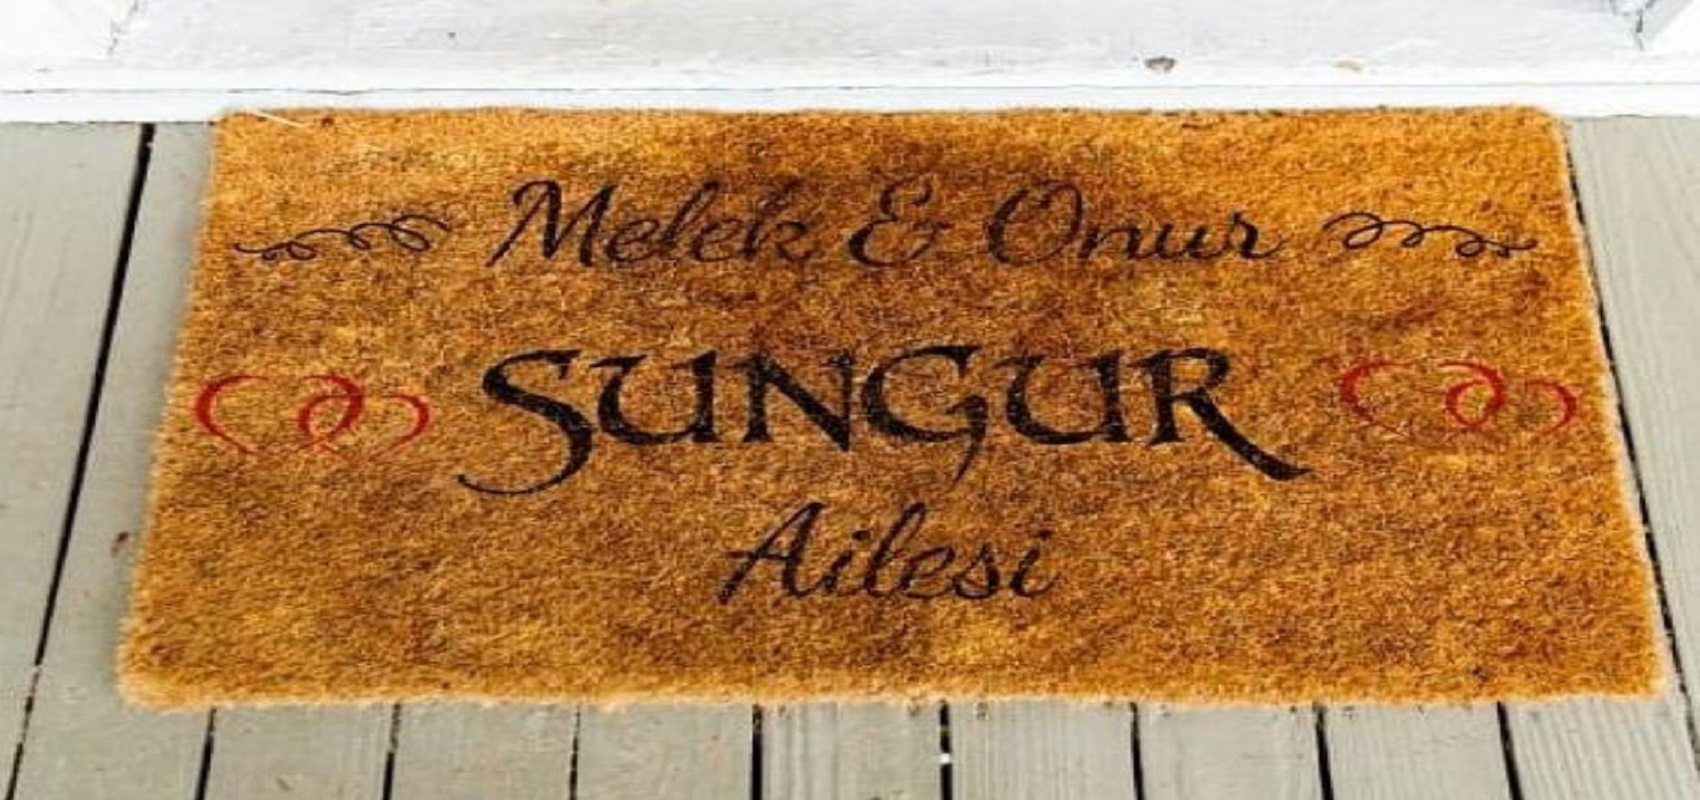 Melek & Onur
SUNGUR
Ailesi